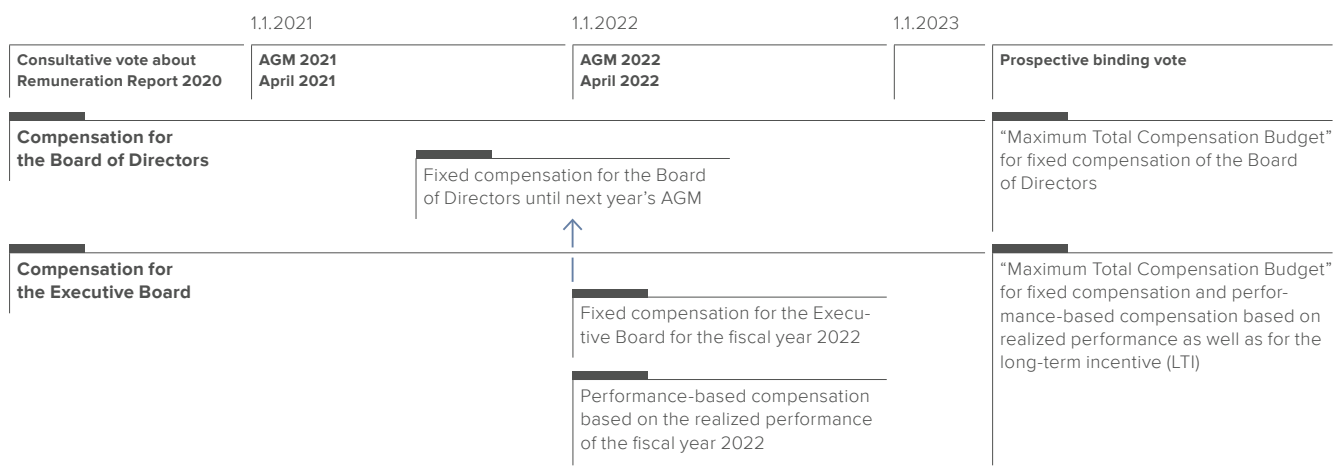 1.1.2021
1.1.2022
1.1.2023
Consultative vote about
Remuneration Report 2020
AGM 2021
April 2021
AGM 2022
April 2022
Prospective binding vote
Compensation for
the Board of Directors
Fixed compensation for the Board
of Directors until next year’s AGM
“Maximum Total Compensation Budget”
for fixed compensation of the Board
of Directors
Compensation for
the Executive Board
Fixed compensation for the Execu-
tive Board for the fiscal year 2022
Performance-based compensation
based on the realized performance
of the fiscal year 2022
“Maximum Total Compensation Budget”
for fixed compensation and perfor-
mance-based compensation based on
realized performance as well as for the
long-term incentive (LTI)